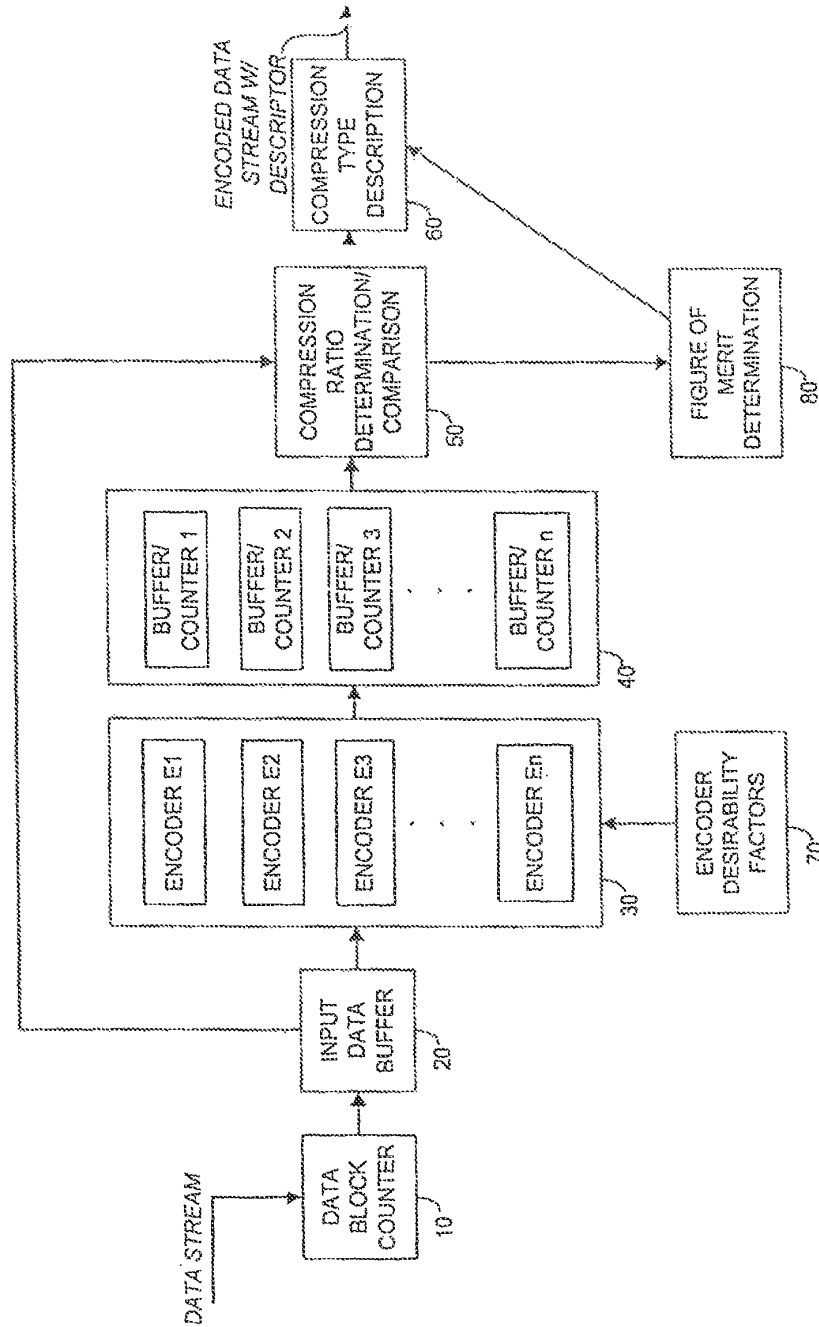 DATA STREAM
DATA
BLOCK
COUNTER
10
INPUT
DATA
BUFFER
20
ENCODER E1
ENCODER E2
ENCODER E3
. . .
ENCODER En
30
ENCODER
DESIRABILITY
FACTORS
70
BUFFER/
COUNTER 1
BUFFER/
COUNTER 2
BUFFER/
COUNTER 3
. . .
BUFFER/
COUNTER n
40
COMPRESSION
RATIO
DETERMINATION/
COMPARISON
50
FIGURE OF
MERIT
DETERMINATION
80
COMPRESSION
TYPE
DESCRIPTION
60
ENCODED DATA
STREAM W/
DESCRIPTOR